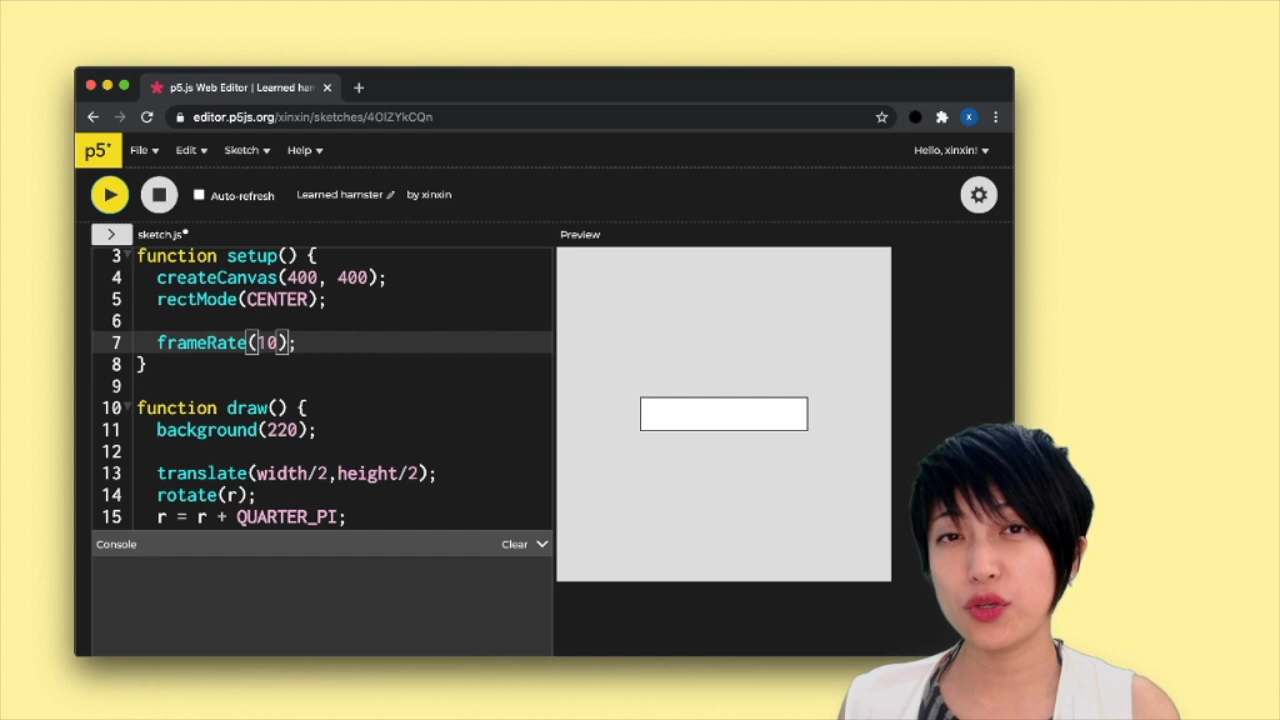 p5.js Web Editor | Learned har
editor.p5js.org/xinxin/sketches/4OlZYkCQn
X
p5* File Edit Sketch Help Hello, xinxin!
Auto-refresh Learned hamster by xinxin
> sketch.js Preview
3 function setup() {
4 createCanvas(400, 400);
5 rectMode(CENTER);
6
7 frameRate(10);
8 }
9
10 function draw() {
11 background(220);
12
13 translate(width/2,height/2);
14 rotate(r);
15 r = r + QUARTER_PI;
Console Clear